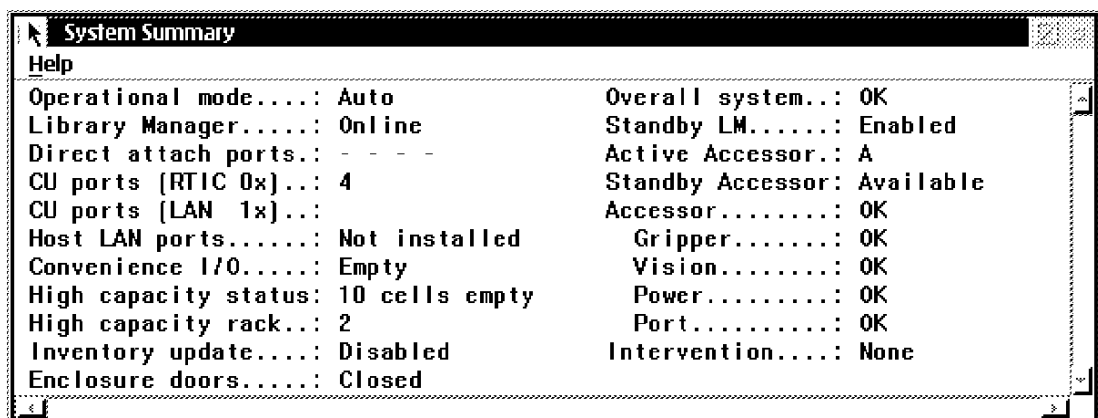 System Summary
Help
Operational mode....: Auto Overall system..: OK
Library Manager.....: Online Standby LM......: Enabled
Direct attach ports.: - - - - Active Accessor.: A
CU ports (RTIC 0x)..: 4 Standby Accessor: Available
CU ports (LAN 1x)..: Accessor........: OK
Host LAN ports......: Not installed Gripper.......: OK
Convenience I/O.....: Empty Vision........: OK
High capacity status: 10 cells empty Power.........: OK
High capacity rack..: 2 Port..........: OK
Inventory update....: Disabled Intervention....: None
Enclosure doors.....: Closed